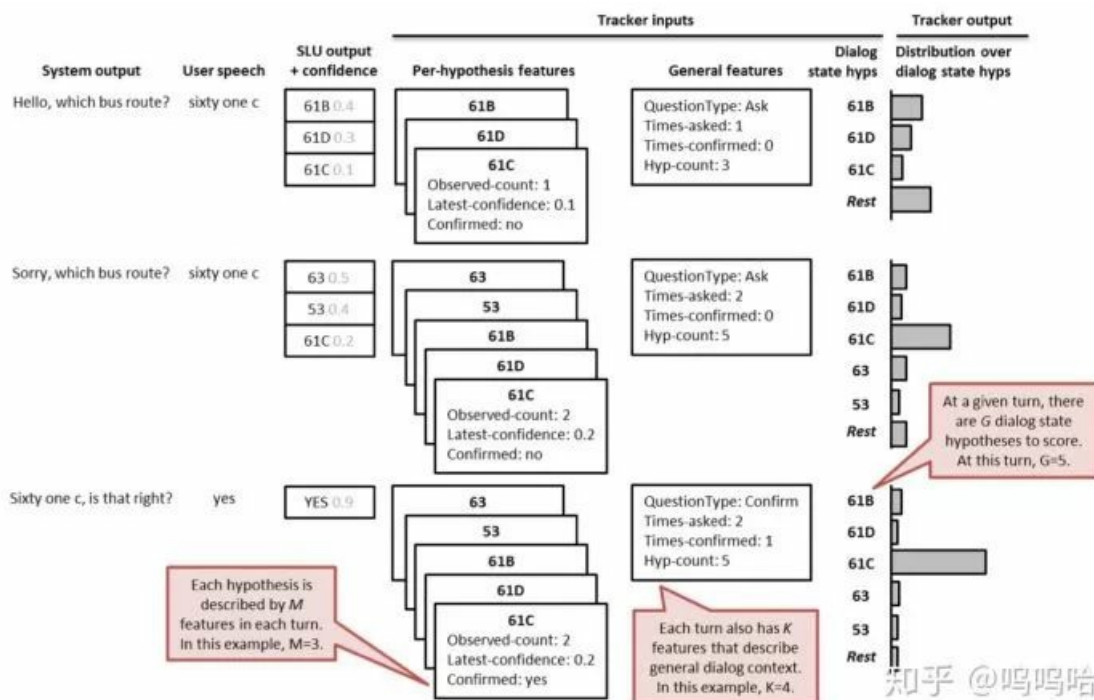 Tracker inputs
Tracker output
System output
User speech
SLU output
+ confidence
Per-hypothesis features
General features
Dialog
state hyps
Distribution over
dialog state hyps
Hello, which bus route?
sixty one c
61B 0.4
61D 0.3
61C 0.1
61B
61D
61C
Observed-count: 1
Latest-confidence: 0.1
Confirmed: no
QuestionType: Ask
Times-asked: 1
Times-confirmed: 0
Hyp-count: 3
61B
61D
61C
Rest
Sorry, which bus route?
sixty one c
63 0.5
53 0.4
61C 0.2
63
53
61B
61D
61C
Observed-count: 2
Latest-confidence: 0.2
Confirmed: no
QuestionType: Ask
Times-asked: 2
Times-confirmed: 0
Hyp-count: 5
61B
61D
61C
63
53
Rest
At a given turn, there
are G dialog state
hypotheses to score.
At this turn, G=5.
Sixty one c, is that right?
yes
YES 0.9
63
53
61B
61D
61C
Observed-count: 2
Latest-confidence: 0.2
Confirmed: yes
QuestionType: Confirm
Times-asked: 2
Times-confirmed: 1
Hyp-count: 5
61B
61D
61C
63
53
Rest
Each hypothesis is
described by M
features in each turn.
In this example, M=3.
Each turn also has K
features that describe
general dialog context.
In this example, K=4.
知乎 @呜呜哈